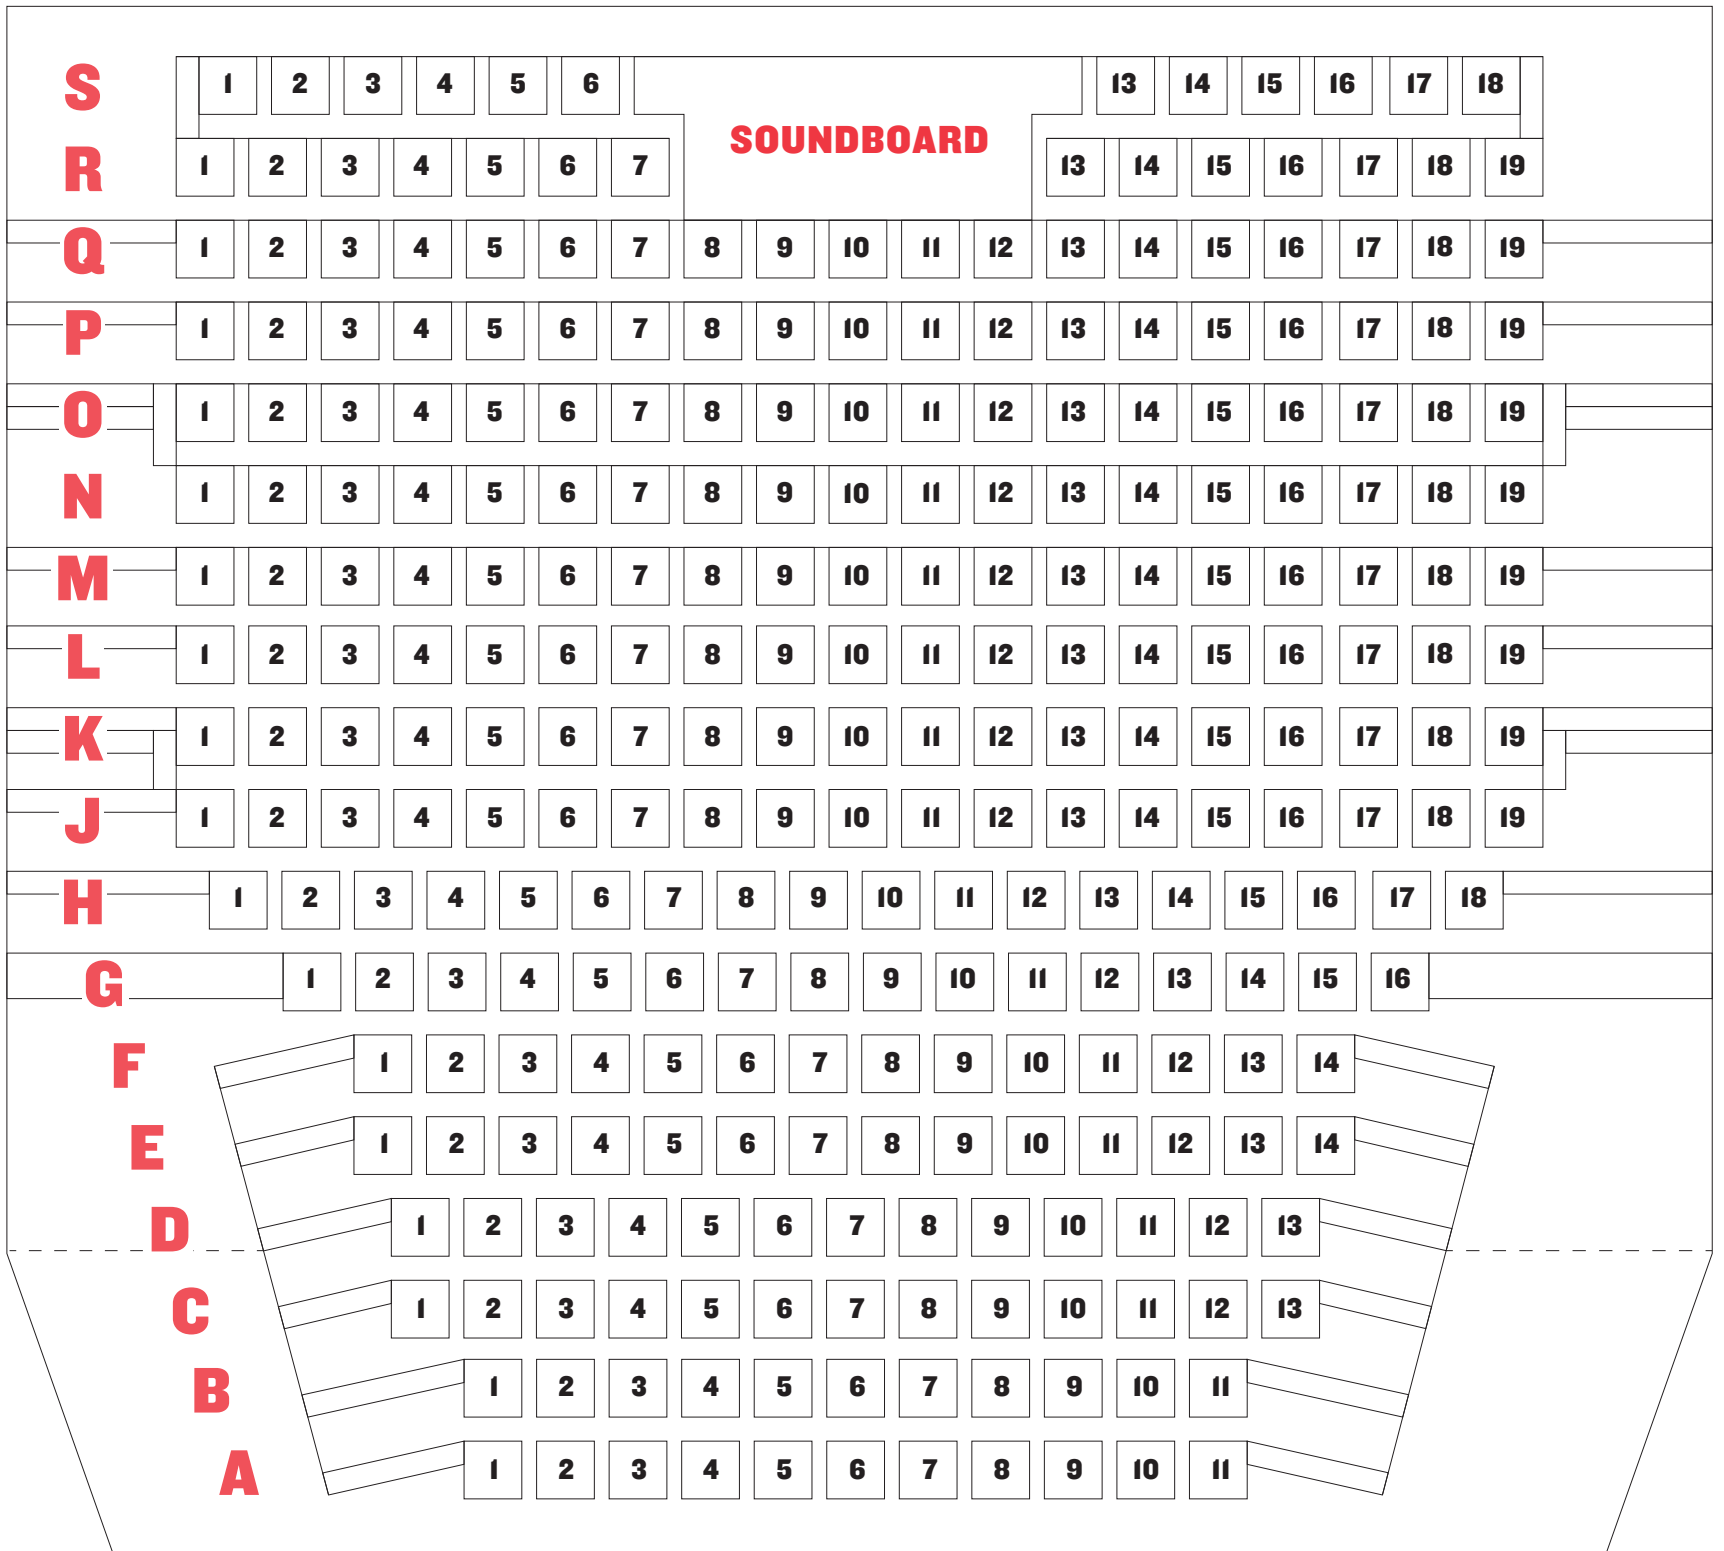 S 1 2 3 4 5 6 13 14 15 16 17 18
SOUNDBOARD
R 1 2 3 4 5 6 7 13 14 15 16 17 18 19
Q 1 2 3 4 5 6 7 8 9 10 11 12 13 14 15 16 17 18 19
P 1 2 3 4 5 6 7 8 9 10 11 12 13 14 15 16 17 18 19
O 1 2 3 4 5 6 7 8 9 10 11 12 13 14 15 16 17 18 19
N 1 2 3 4 5 6 7 8 9 10 11 12 13 14 15 16 17 18 19
M 1 2 3 4 5 6 7 8 9 10 11 12 13 14 15 16 17 18 19
L 1 2 3 4 5 6 7 8 9 10 11 12 13 14 15 16 17 18 19
K 1 2 3 4 5 6 7 8 9 10 11 12 13 14 15 16 17 18 19
J 1 2 3 4 5 6 7 8 9 10 11 12 13 14 15 16 17 18 19
H 1 2 3 4 5 6 7 8 9 10 11 12 13 14 15 16 17 18
G 1 2 3 4 5 6 7 8 9 10 11 12 13 14 15 16
F 1 2 3 4 5 6 7 8 9 10 11 12 13 14
E 1 2 3 4 5 6 7 8 9 10 11 12 13 14
D 1 2 3 4 5 6 7 8 9 10 11 12 13
C 1 2 3 4 5 6 7 8 9 10 11 12 13
B 1 2 3 4 5 6 7 8 9 10 11
A 1 2 3 4 5 6 7 8 9 10 11